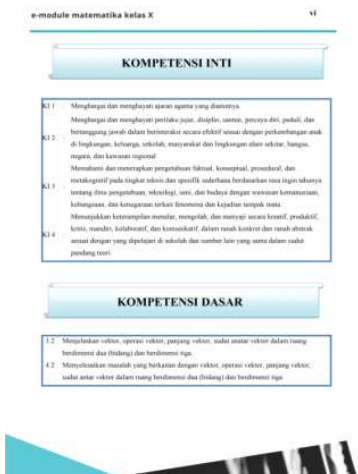 e-module matematika kelas X
vi
KOMPETENSI INTI
KI 1 : Menghargai dan menghayati ajaran agama yang dianutnya.
Menghargai dan menghayati perilaku jujur, disiplin, santun, percaya diri, peduli, dan
KI 2 : bertanggung jawab dalam berinteraksi secara efektif sesuai dengan perkembangan anak
di lingkungan, keluarga, sekolah, masyarakat dan lingkungan alam sekitar, bangsa,
negara, dan kawasan regional
Memahami dan menerapkan pengetahuan faktual, konseptual, prosedural, dan
metakognitif pada tingkat teknis dan spesifik sederhana berdasarkan rasa ingin tahunya
KI 3 : tentang ilmu pengetahuan, teknologi, seni, dan budaya dengan wawasan kemanusiaan,
kebangsaan, dan kenegaraan terkait fenomena dan kejadian tampak mata.
Menunjukkan keterampilan menalar, mengolah, dan menyaji secara kreatif, produktif,
KI 4 : kritis, mandiri, kolaboratif, dan komunikatif, dalam ranah konkret dan ranah abstrak
sesuai dengan yang dipelajari di sekolah dan sumber lain yang sama dalam sudut
pandang teori.
KOMPETENSI DASAR
3.2 Menjelaskan vektor, operasi vektor, panjang vektor, sudut anatar vektor dalam ruang
berdimensi dua (bidang) dan berdimensi tiga.
4.2 Menyelesaikan masalah yang berkaitan dengan vektor, operasi vektor, panjang vektor,
sudut antar vektor dalam ruang berdimensi dua (bidang) dan berdimensi tiga